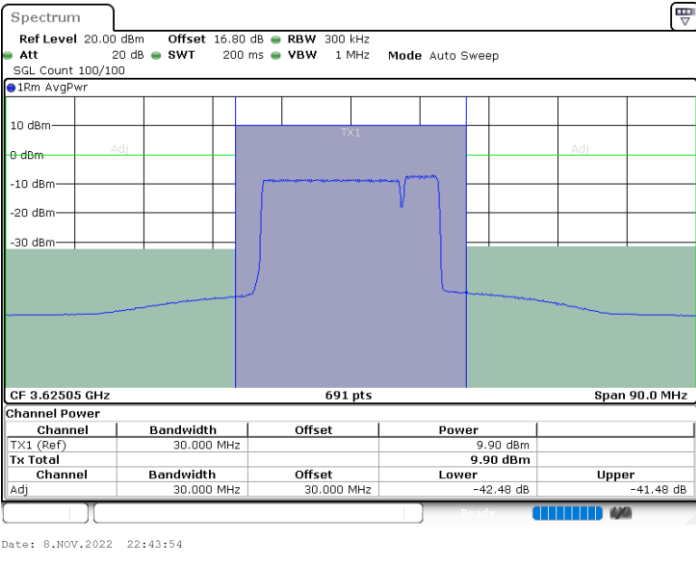 Spectrum
Ref Level 20.00 dBm Offset 16.80 dB RBW 300 kHz
Att 20 dB SWT 200 ms VBW 1 MHz Mode Auto Sweep
SGL Count 100/100
1Rm AvgPwr
10 dBm
TX1
Adj Adj
0 dBm
-10 dBm
-20 dBm
-30 dBm
CF 3.62505 GHz 691 pts Span 90.0 MHz
Channel Power
Channel Bandwidth Offset Power
TX1 (Ref) 30.000 MHz 9.90 dBm
Tx Total 9.90 dBm
Channel Bandwidth Offset Lower Upper
Adj 30.000 MHz 30.000 MHz -42.48 dB -41.48 dB
Ready
Date: 8.NOV.2022 22:43:54